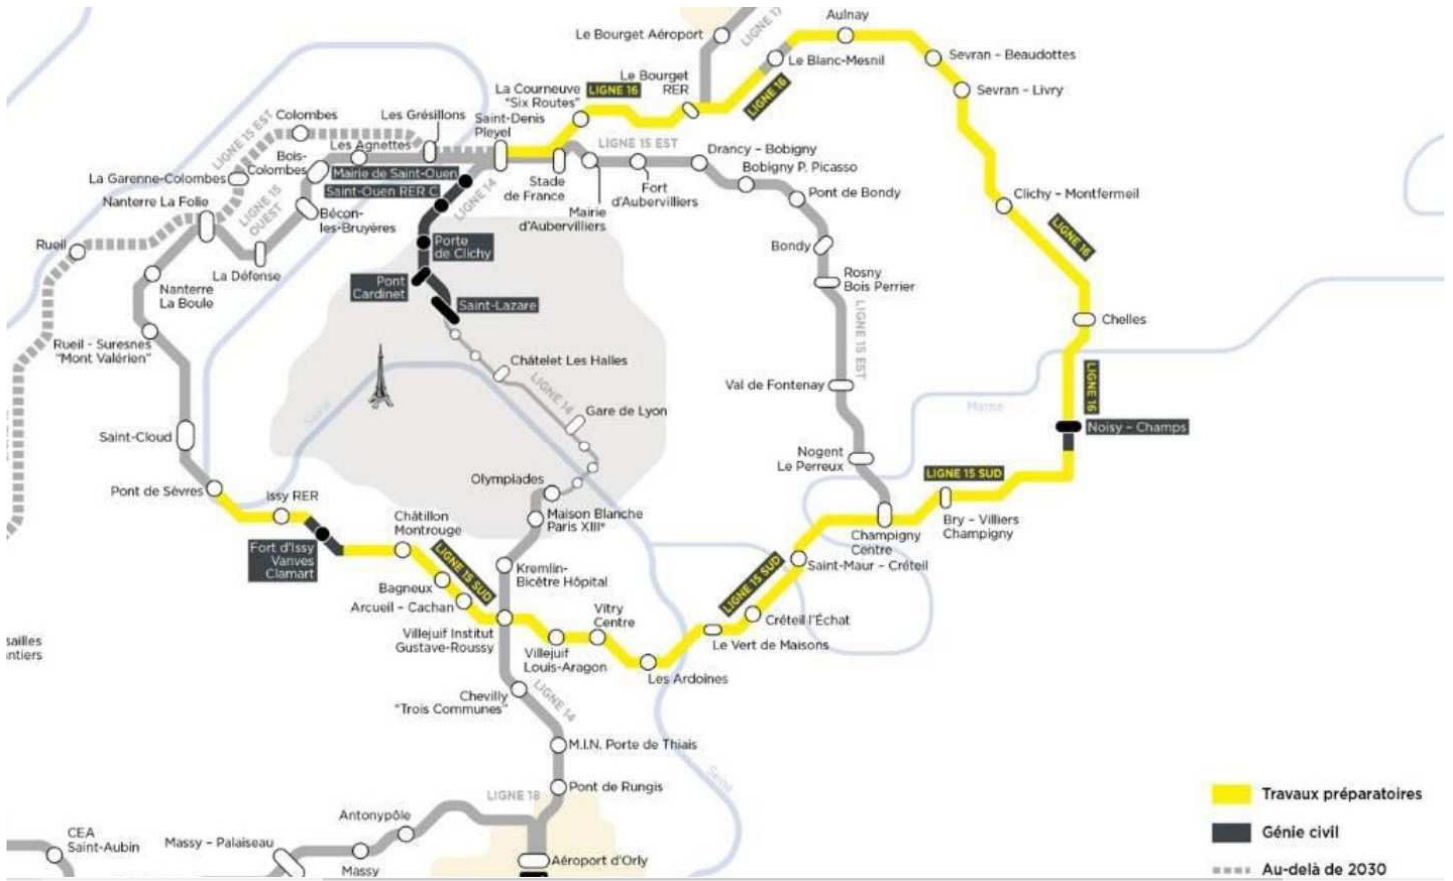 Aulnay
Le Bourget Aéroport
LIGNE 17
Sevran – Beaudottes
Le Blanc-Mesnil
Le Bourget
RER
Sevran – Livry
La Courneuve
"Six Routes"
LIGNE 16
LIGNE 16
Colombes
Les Grésillons
Saint-Denis
Pleyel
LIGNE 15 EST
LIGNE 15 EST
Les Agnettes
Bois-
Colombes
Drancy – Bobigny
Bobigny P. Picasso
Mairie de Saint-Ouen
Saint-Ouen RER C
La Garenne-Colombes
LIGNE 14
Stade
de France
Fort
d'Aubervilliers
Pont de Bondy
Clichy – Montfermeil
Nanterre La Folie
LIGNE 15
OUEST
Bécon-
les-Bruyères
Mairie
d'Aubervilliers
LIGNE 16
Rueil
Porte
de Clichy
Bondy
La Défense
Pont
Cardinet
Rosny
Bois Perrier
Nanterre
La Boule
Saint-Lazare
Chelles
LIGNE 15 EST
Rueil - Suresnes
"Mont Valérien"
Châtelet Les Halles
LIGNE 14
Val de Fontenay
LIGNE 16
Seine
Marne
Gare de Lyon
Noisy – Champs
Saint-Cloud
Nogent
Le Perreux
LIGNE 15 SUD
Olympiades
Pont de Sèvres
Issy RER
Maison Blanche
Paris XIIIe
Châtillon
Montrouge
Bry – Villiers
Champigny
Champigny
Centre
Fort d'Issy
Vanves
Clamart
LIGNE 15 SUD
Saint-Maur – Créteil
Kremlin-
Bicêtre Hôpital
LIGNE 15 SUD
Bagneux
Arcueil – Cachan
Vitry
Centre
Créteil l'Échat
Villejuif Institut
Gustave-Roussy
Le Vert de Maisons
sailles
antiers
Villejuif
Louis-Aragon
Les Ardoines
Chevilly
"Trois Communes"
LIGNE 14
M.I.N. Porte de Thiais
Seine
Pont de Rungis
LIGNE 18
Travaux préparatoires
Antonypôle
CEA
Saint-Aubin
Massy – Palaiseau
Génie civil
Aéroport d'Orly
Massy
Au-delà de 2030